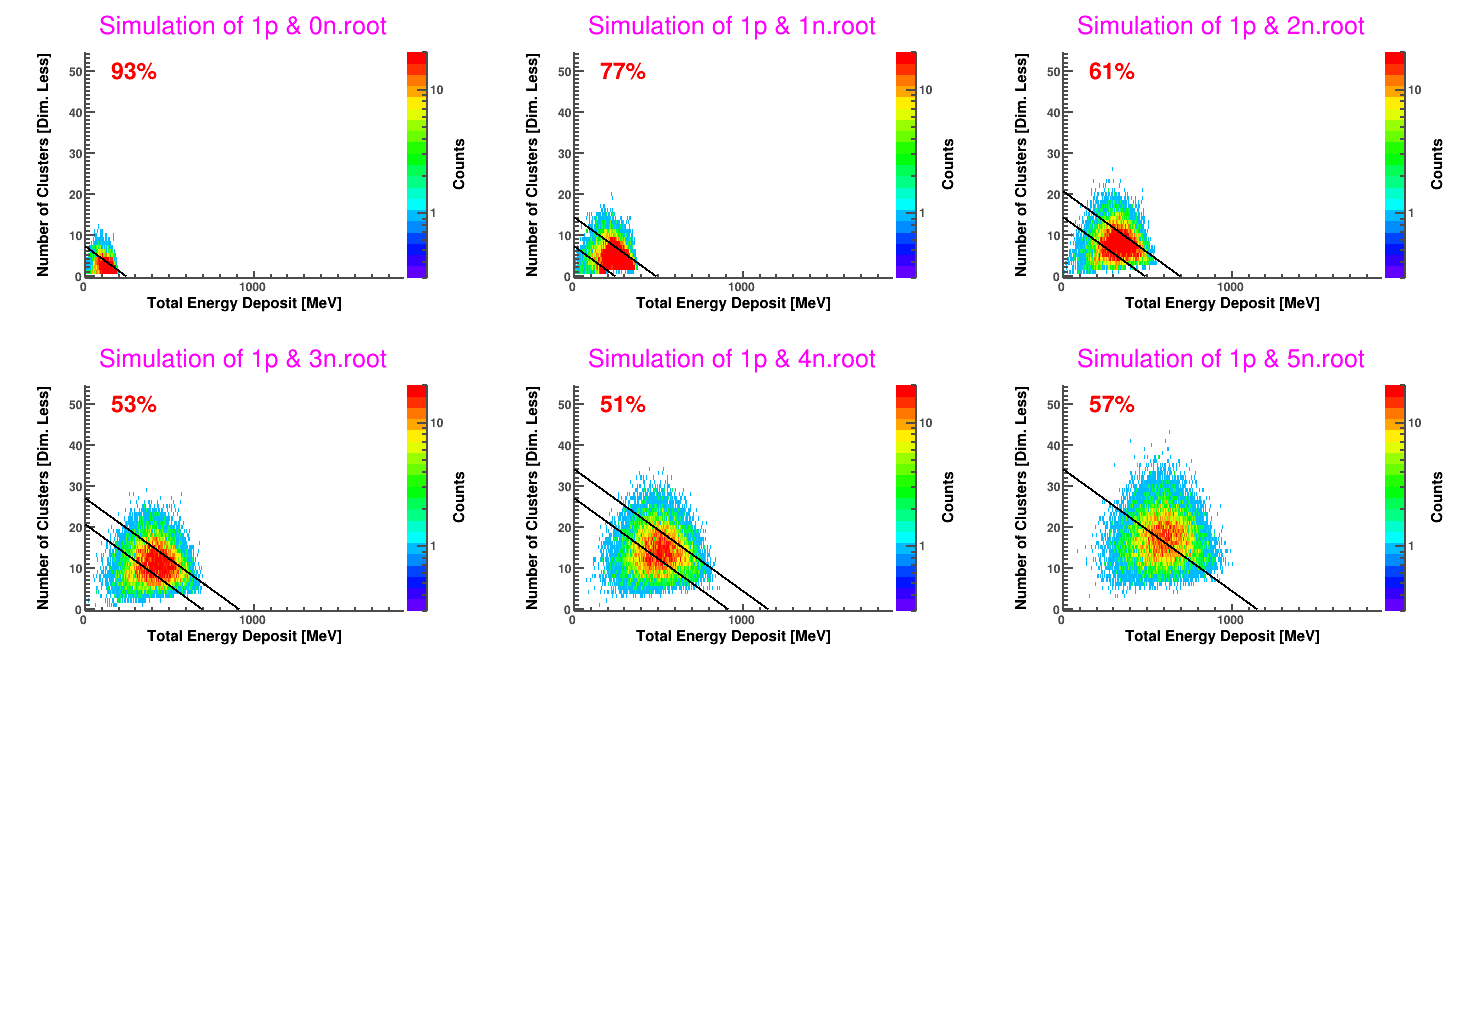 Simulation of 1p & 0n.root
93%
Number of Clusters [Dim. Less]
50
40
30
20
10
0
0
1000
Total Energy Deposit [MeV]
10
1
Counts
Simulation of 1p & 1n.root
77%
Number of Clusters [Dim. Less]
50
40
30
20
10
0
0
1000
Total Energy Deposit [MeV]
10
1
Counts
Simulation of 1p & 2n.root
61%
Number of Clusters [Dim. Less]
50
40
30
20
10
0
0
1000
Total Energy Deposit [MeV]
10
1
Counts
Simulation of 1p & 3n.root
53%
Number of Clusters [Dim. Less]
50
40
30
20
10
0
0
1000
Total Energy Deposit [MeV]
10
1
Counts
Simulation of 1p & 4n.root
51%
Number of Clusters [Dim. Less]
50
40
30
20
10
0
0
1000
Total Energy Deposit [MeV]
10
1
Counts
Simulation of 1p & 5n.root
57%
Number of Clusters [Dim. Less]
50
40
30
20
10
0
0
1000
Total Energy Deposit [MeV]
10
1
Counts